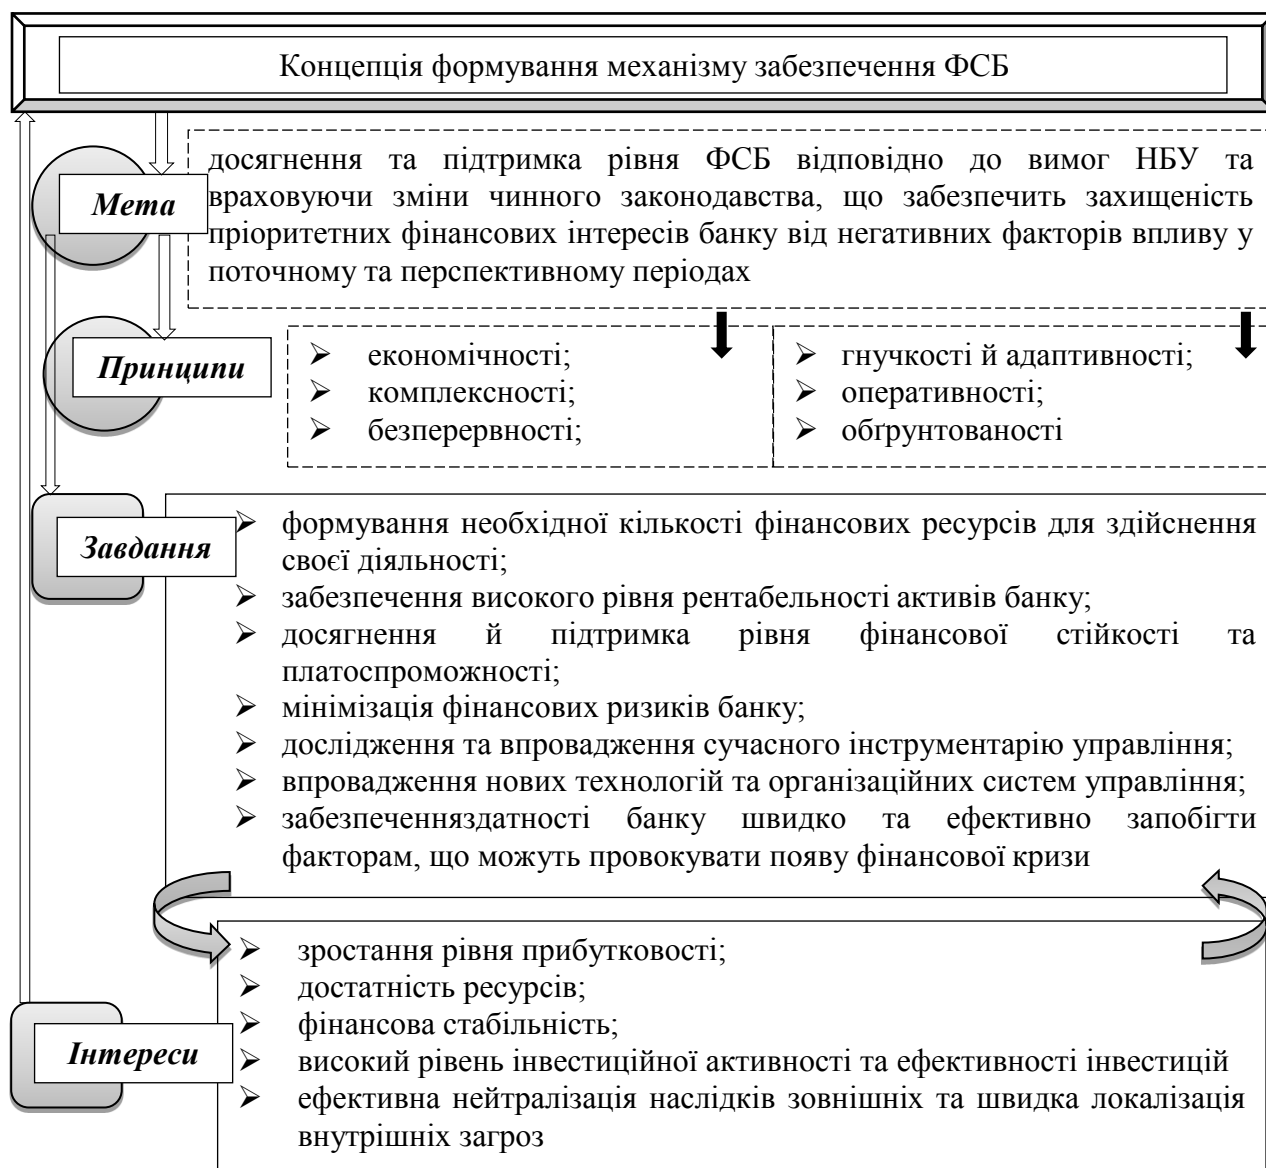 Концепція формування механізму забезпечення ФСБ
Мета
досягнення та підтримка рівня ФСБ відповідно до вимог НБУ та
враховуючи зміни чинного законодавства, що забезпечить захищеність
пріоритетних фінансових інтересів банку від негативних факторів впливу у
поточному та перспективному періодах
Принципи
➢ економічності;
➢ комплексності;
➢ безперервності;
➢ гнучкості й адаптивності;
➢ оперативності;
➢ обґрунтованості
Завдання
➢ формування необхідної кількості фінансових ресурсів для здійснення
своєї діяльності;
➢ забезпечення високого рівня рентабельності активів банку;
➢ досягнення й підтримка рівня фінансової стійкості та
платоспроможності;
➢ мінімізація фінансових ризиків банку;
➢ дослідження та впровадження сучасного інструментарію управління;
➢ впровадження нових технологій та організаційних систем управління;
➢ забезпеченняздатності банку швидко та ефективно запобігти
факторам, що можуть провокувати появу фінансової кризи
Інтереси
➢ зростання рівня прибутковості;
➢ достатність ресурсів;
➢ фінансова стабільність;
➢ високий рівень інвестиційної активності та ефективності інвестицій
➢ ефективна нейтралізація наслідків зовнішніх та швидка локалізація
внутрішніх загроз